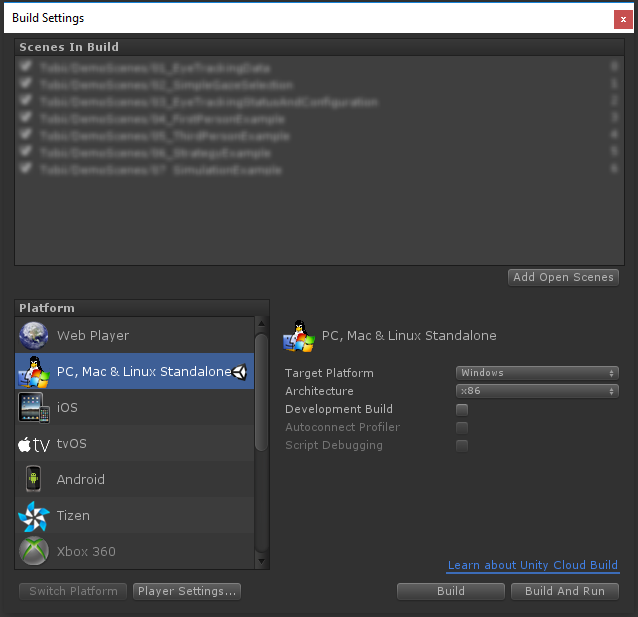 Build Settings
x
Scenes In Build
Tobii/DemoScenes/01_EyeTrackingData 0
Tobii/DemoScenes/02_SimpleGazeSelection 1
Tobii/DemoScenes/03_EyeTrackingStatusAndConfiguration 2
Tobii/DemoScenes/04_FirstPersonExample 3
Tobii/DemoScenes/05_ThirdPersonExample 4
Tobii/DemoScenes/06_StrategyExample 5
Tobii/DemoScenes/07_SimulationExample 6
Add Open Scenes
Platform
Web Player
PC, Mac & Linux Standalone
iOS
tv tvOS
Android
Tizen
Xbox 360
PC, Mac & Linux Standalone
Target Platform Windows
Architecture x86
Development Build
Autoconnect Profiler
Script Debugging
Learn about Unity Cloud Build
Switch Platform Player Settings... Build Build And Run